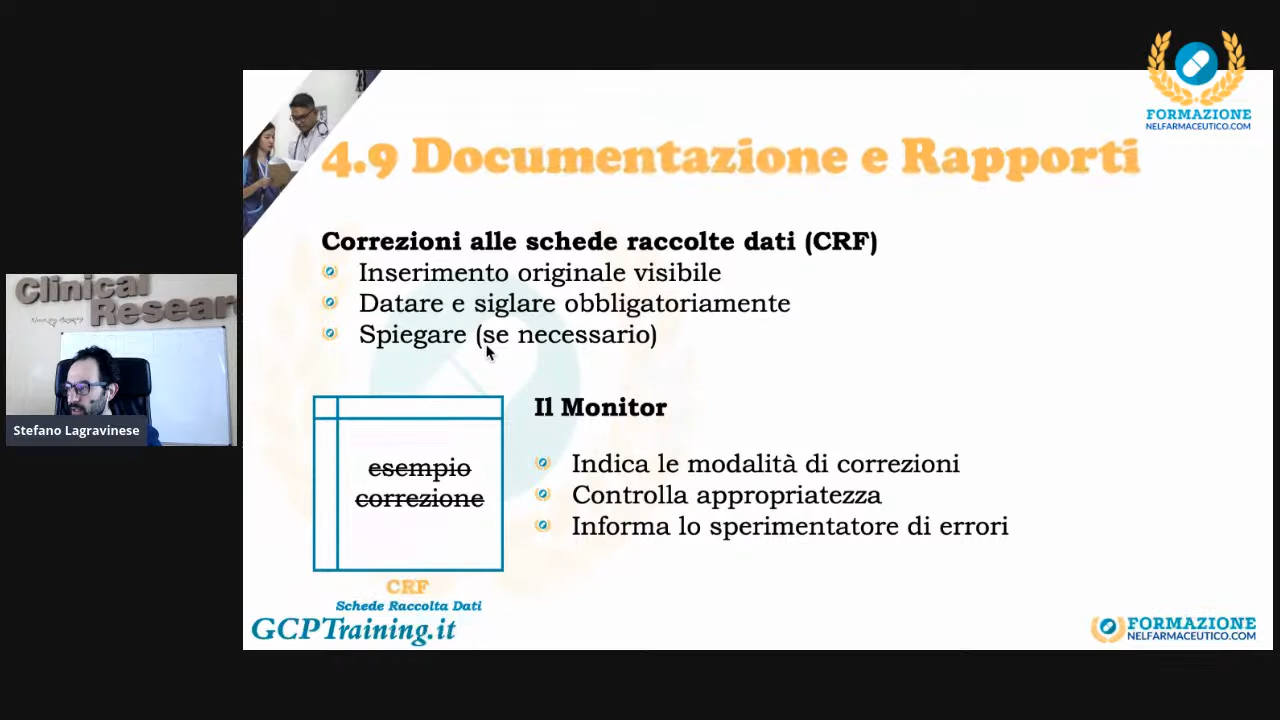 FORMAZIONE
NELFARMACEUTICO.COM
4.9 Documentazione e Rapporti
Correzioni alle schede raccolte dati (CRF)
Inserimento originale visibile
Datare e siglare obbligatoriamente
Spiegare (se necessario)
Clinical
Research
Stefano Lagravinese
esempio
correzione
CRF
Schede Raccolta Dati
Il Monitor
Indica le modalità di correzioni
Controlla appropriatezza
Informa lo sperimentatore di errori
GCPTraining.it
FORMAZIONE
NELFARMACEUTICO.COM